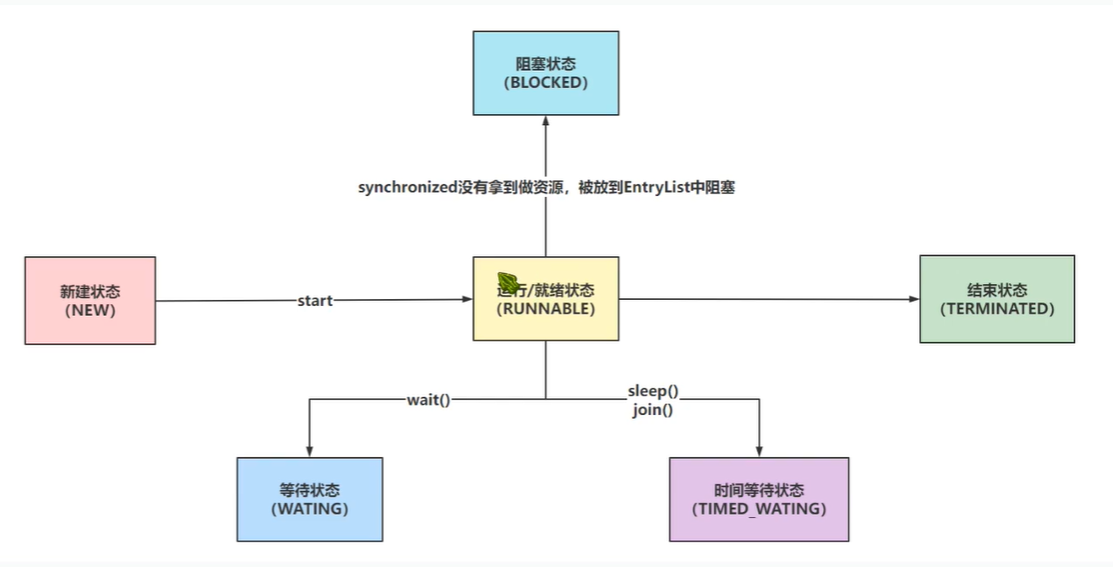 阻塞状态
（BLOCKED）
synchronized没有拿到做资源，被放到EntryList中阻塞
新建状态
（NEW）
start
运行/就绪状态
（RUNNABLE）
结束状态
（TERMINATED）
wait()
sleep()
join()
等待状态
（WATING）
时间等待状态
（TIMED_WATING）